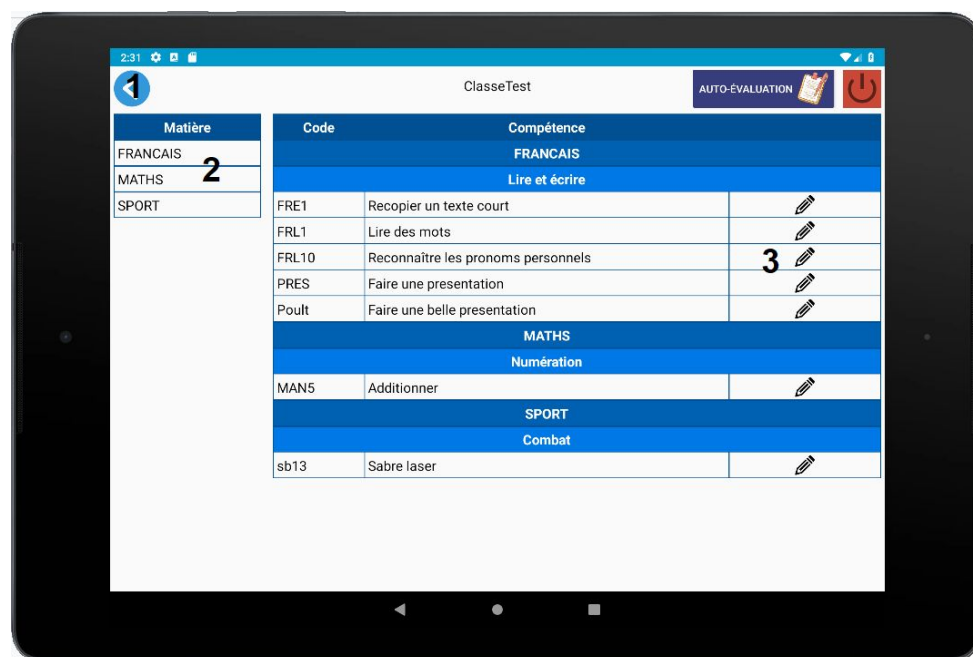 2:31
1
ClasseTest
AUTO-ÉVALUATION
Matière
FRANCAIS
2
MATHS
SPORT
Code Compétence
FRANCAIS
Lire et écrire
FRE1 Recopier un texte court
FRL1 Lire des mots
FRL10 Reconnaître les pronoms personnels
3
PRES Faire une presentation
Poult Faire une belle presentation
MATHS
Numération
MAN5 Additionner
SPORT
Combat
sb13 Sabre laser